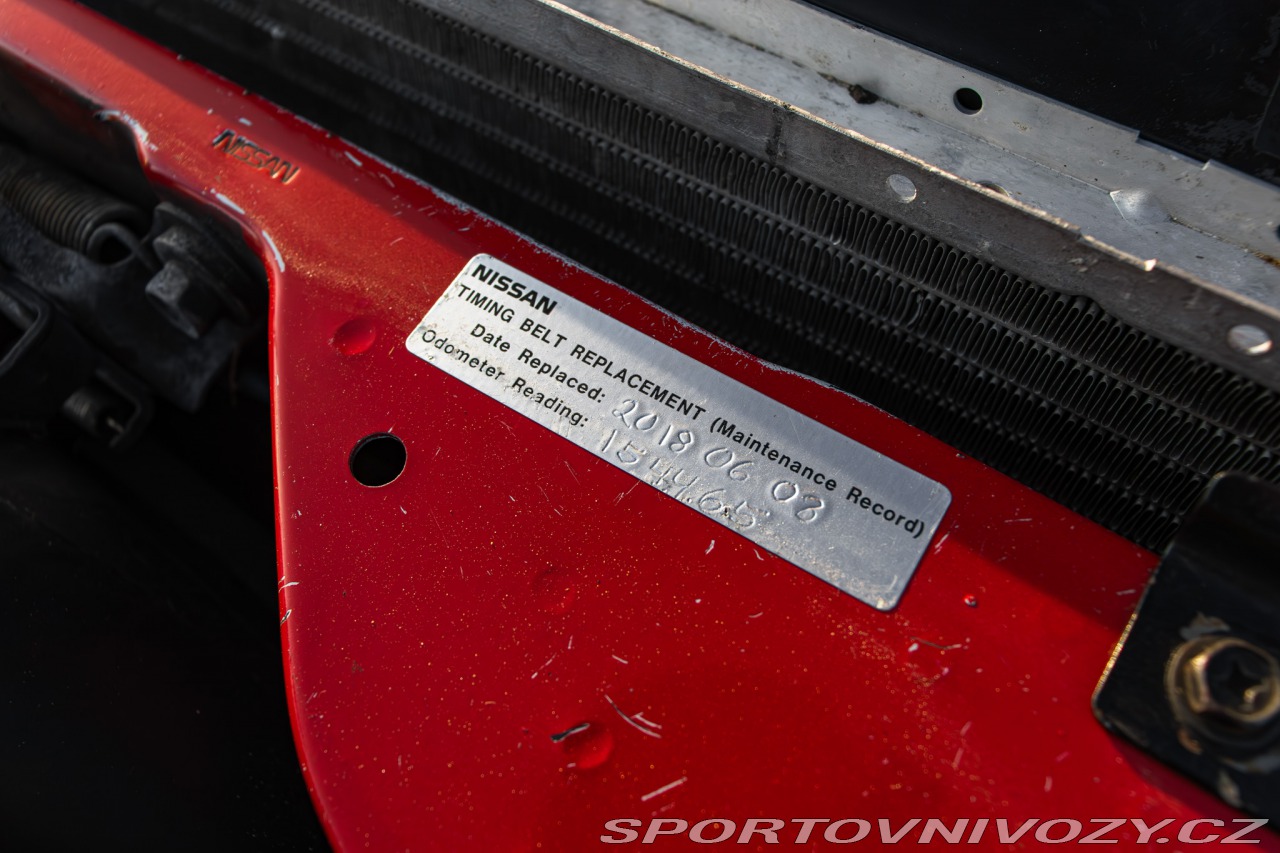 NISSAN
NISSAN
TIMING BELT REPLACEMENT (Maintenance Record)
Date Replaced: 2018 06 08
Odometer Reading: 154465
SPORTOVNIVOZY.CZ